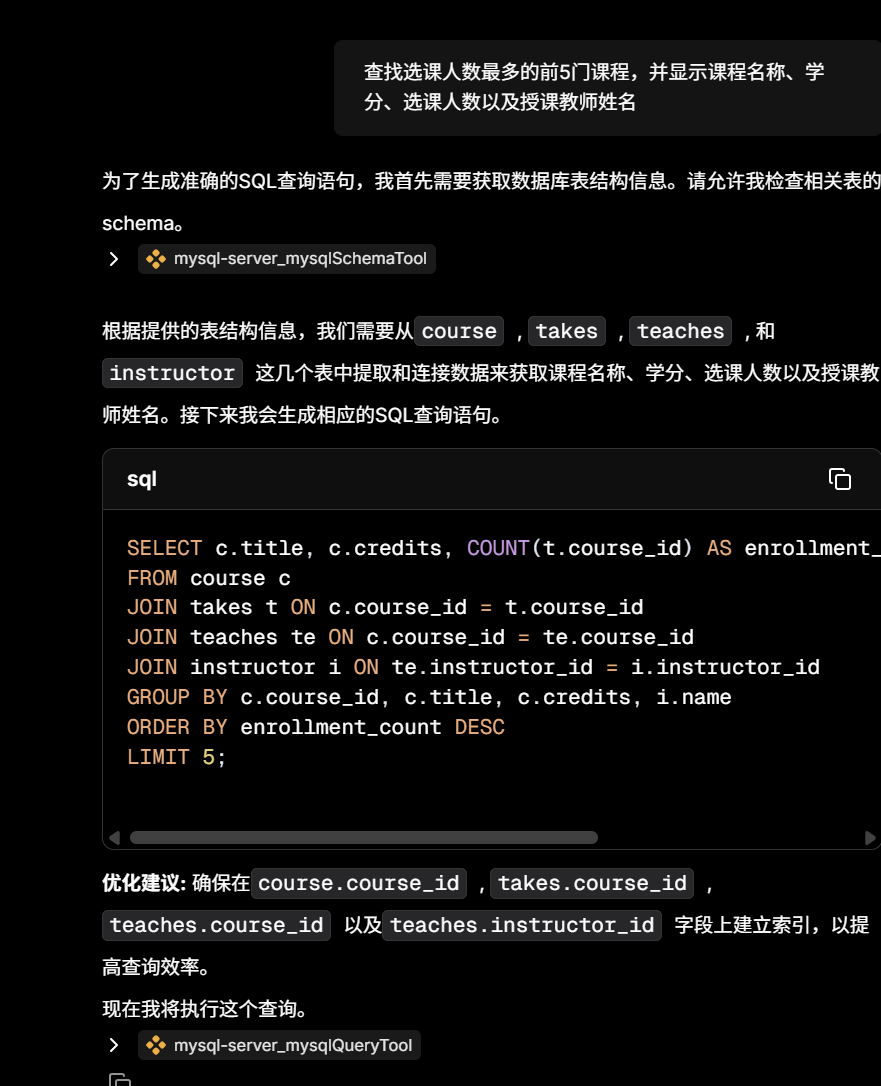 查找选课人数最多的前5门课程，并显示课程名称、学
分、选课人数以及授课教师姓名
为了生成准确的SQL查询语句，我首先需要获取数据库表结构信息。请允许我检查相关表的
schema。
mysql-server_mysqlSchemaTool
根据提供的表结构信息，我们需要从 course ，takes ，teaches ，和
instructor 这几个表中提取和连接数据来获取课程名称、学分、选课人数以及授课教
师姓名。接下来我会生成相应的SQL查询语句。
sql
SELECT c.title, c.credits, COUNT(t.course_id) AS enrollment_
FROM course c
JOIN takes t ON c.course_id = t.course_id
JOIN teaches te ON c.course_id = te.course_id
JOIN instructor i ON te.instructor_id = i.instructor_id
GROUP BY c.course_id, c.title, c.credits, i.name
ORDER BY enrollment_count DESC
LIMIT 5;
优化建议: 确保在 course.course_id ，takes.course_id ，
teaches.course_id 以及 teaches.instructor_id 字段上建立索引，以提
高查询效率。
现在我将执行这个查询。
mysql-server_mysqlQueryTool